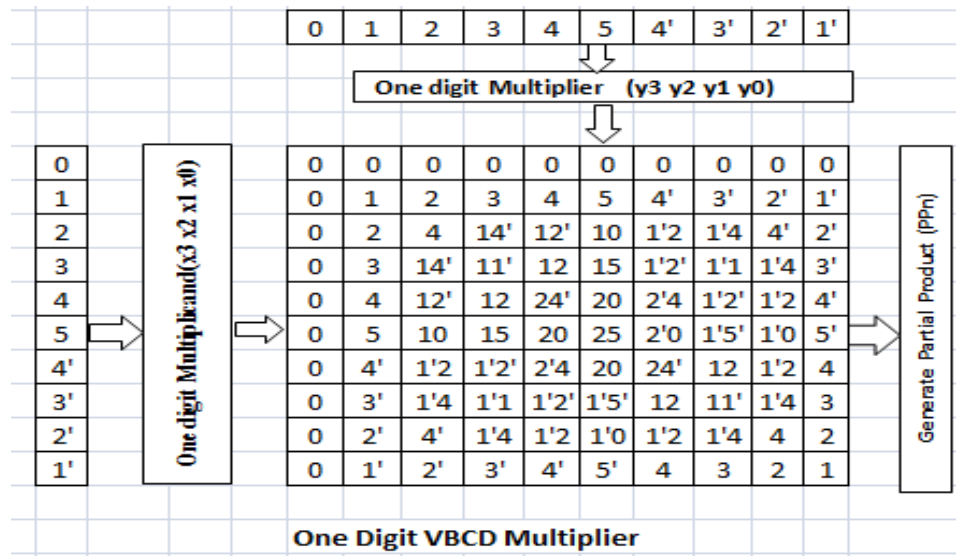 0 1 2 3 4 5 4' 3' 2' 1'
One digit Multiplier (y3 y2 y1 y0)
0 0 0 0 0 0 0 0 0 0 0
1 0 1 2 3 4 5 4' 3' 2' 1'
2 0 2 4 14' 12' 10 1'2 1'4 4' 2'
3 0 3 14' 11' 12 15 1'2' 1'1 1'4 3'
4 0 4 12' 12 24' 20 2'4 1'2' 1'2 4'
5 0 5 10 15 20 25 2'0 1'5' 1'0 5'
4' 0 4' 1'2 1'2' 2'4 20 24' 12 1'2 4
3' 0 3' 1'4 1'1 1'2' 1'5' 12 11' 1'4 3
2' 0 2' 4' 1'4 1'2 1'0 1'2 1'4 4 2
1' 0 1' 2' 3' 4' 5' 4 3 2 1
One digit Multiplicand(x3 x2 x1 x0)
Generate Partial Product (PPn)
One Digit VBCD Multiplier